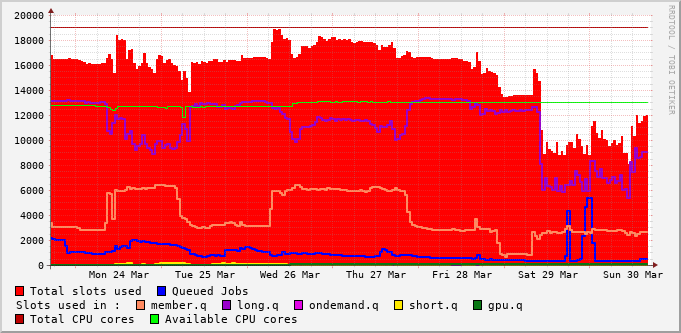 RRDTOOL / TOBI OETIKER
20000
18000
16000
14000
12000
10000
8000
6000
4000
2000
0
Mon 24 Mar Tue 25 Mar Wed 26 Mar Thu 27 Mar Fri 28 Mar Sat 29 Mar Sun 30 Mar
Total slots used Queued Jobs
Slots used in : member.q long.q ondemand.q short.q gpu.q
Total CPU cores Available CPU cores